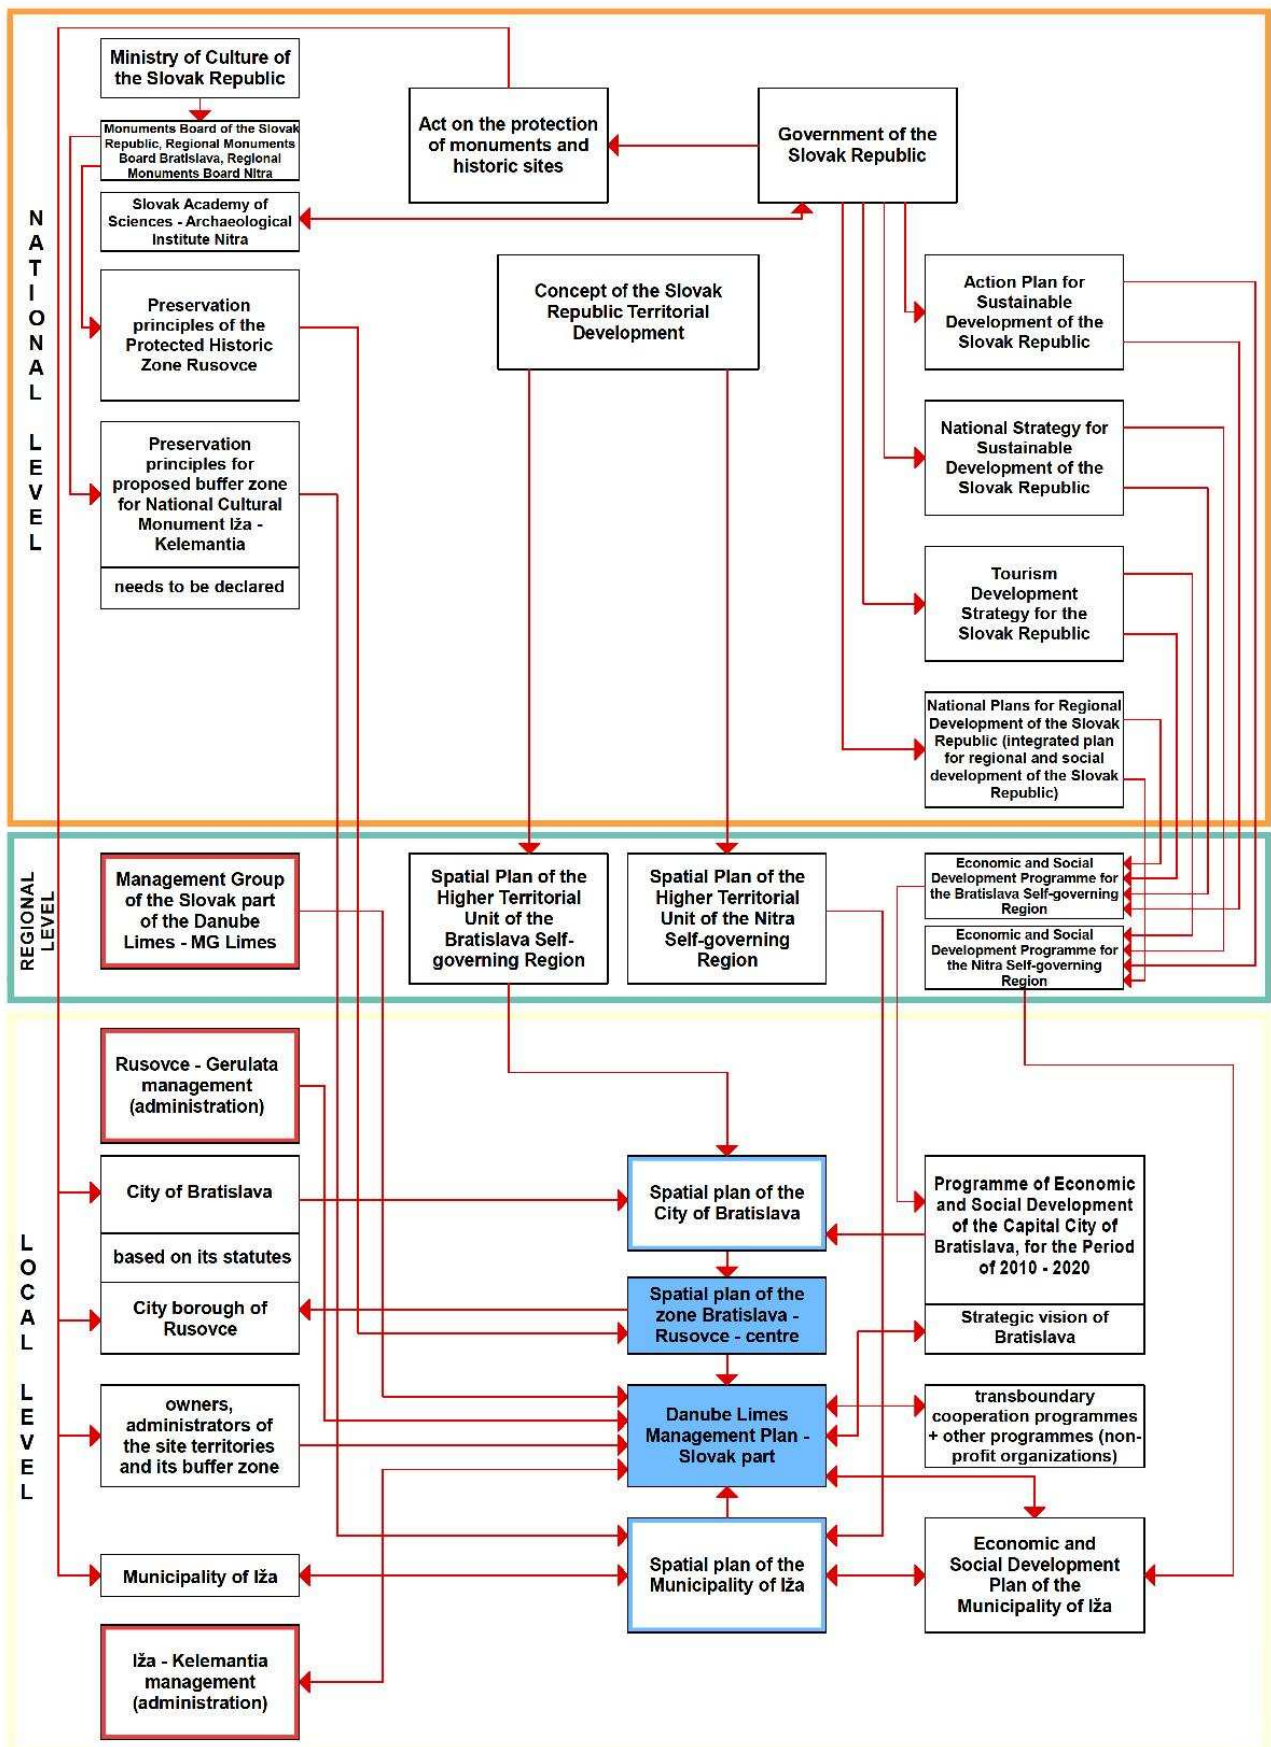 NATIONAL LEVEL
Ministry of Culture of
the Slovak Republic
Monuments Board of the Slovak
Republic, Regional Monuments
Board Bratislava, Regional
Monuments Board Nitra
Slovak Academy of
Sciences - Archaeological
Institute Nitra
Preservation
principles of the
Protected Historic
Zone Rusovce
Preservation
principles for
proposed buffer zone
for National Cultural
Monument Iža -
Kelemantia
needs to be declared
Act on the protection
of monuments and
historic sites
Government of the
Slovak Republic
Concept of the Slovak
Republic Territorial
Development
Action Plan for
Sustainable
Development of the
Slovak Republic
National Strategy for
Sustainable
Development of the
Slovak Republic
Tourism
Development
Strategy for the
Slovak Republic
National Plans for Regional
Development of the Slovak
Republic (integrated plan
for regional and social
development of the Slovak
Republic)
REGIONAL
LEVEL
Management Group
of the Slovak part
of the Danube
Limes - MG Limes
Spatial Plan of the
Higher Territorial
Unit of the
Bratislava Self-
governing Region
Spatial Plan of the
Higher Territorial
Unit of the Nitra
Self-governing
Region
Economic and Social
Development Programme for
the Bratislava Self-governing
Region
Economic and Social
Development Programme for
the Nitra Self-governing
Region
LOCAL LEVEL
Rusovce - Gerulata
management
(administration)
City of Bratislava
based on its statutes
City borough of
Rusovce
owners,
administrators of
the site territories
and its buffer zone
Municipality of Iža
Iža - Kelemantia
management
(administration)
Spatial plan of the
City of Bratislava
Spatial plan of the
zone Bratislava -
Rusovce - centre
Danube Limes
Management Plan -
Slovak part
Spatial plan of the
Municipality of Iža
Programme of Economic
and Social Development
of the Capital City of
Bratislava, for the Period
of 2010 - 2020
Strategic vision of
Bratislava
transboundary
cooperation programmes
+ other programmes (non-
profit organizations)
Economic and
Social Development
Plan of the
Municipality of Iža